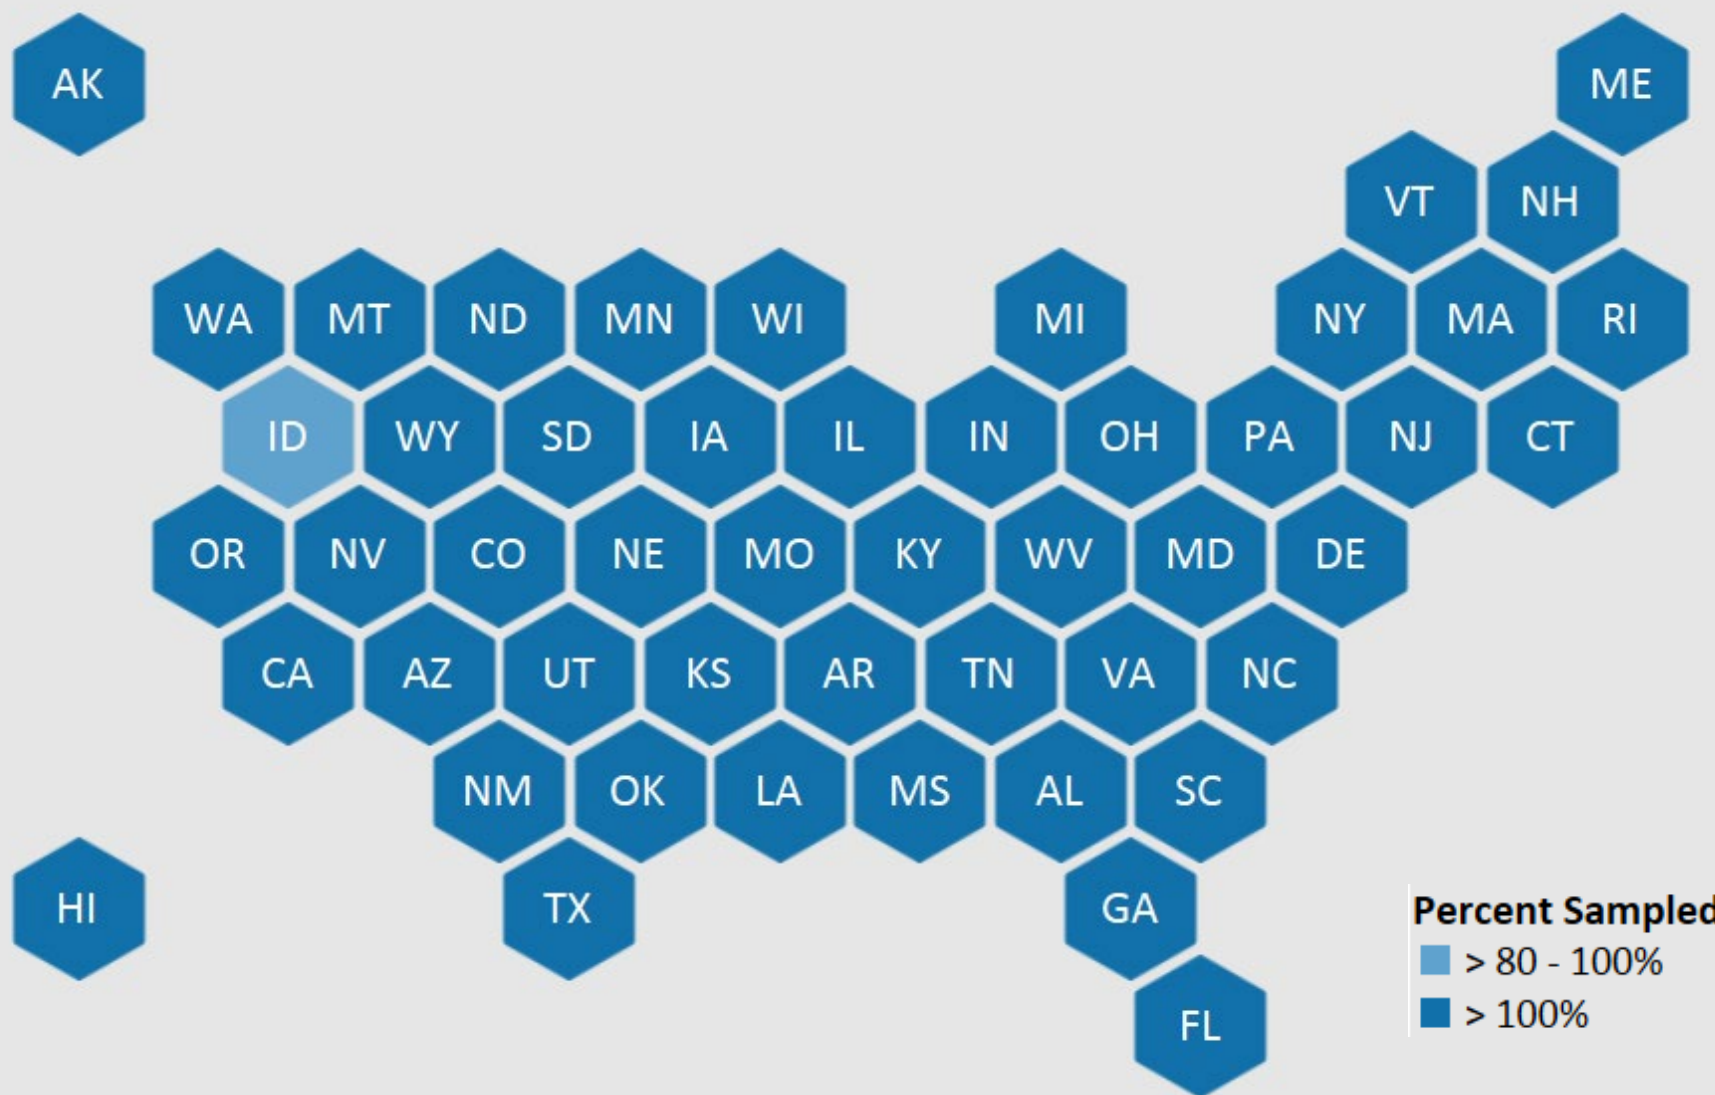 AK ME
VT NH
WA MT ND MN WI MI NY MA RI
ID WY SD IA IL IN OH PA NJ CT
OR NV CO NE MO KY WV MD DE
CA AZ UT KS AR TN VA NC
NM OK LA MS AL SC
HI TX GA
FL
Percent Sampled
> 80 - 100%
> 100%